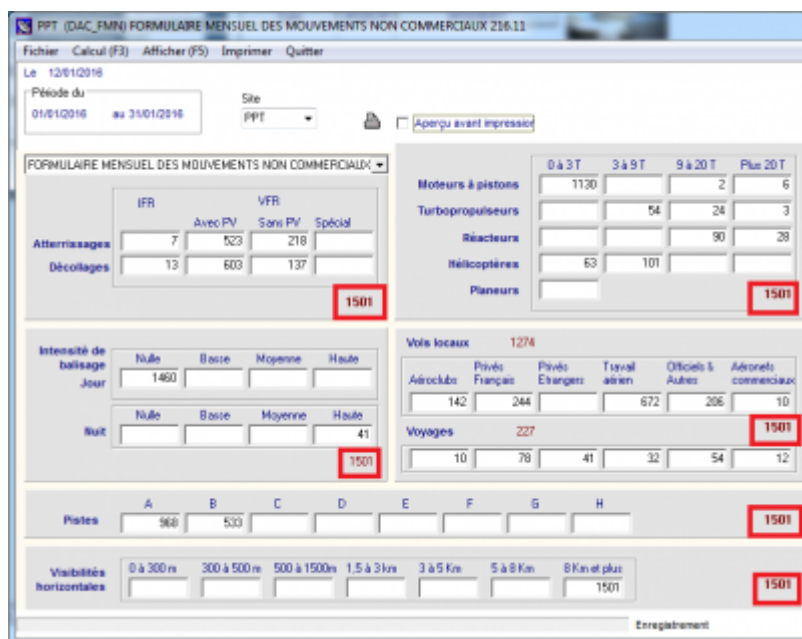 PPT (DAC_FMN) FORMULAIRE MENSUEL DES MOUVEMENTS NON COMMERCIAUX 216.11
Fichier Calcul (F3) Afficher (F5) Imprimer Quitter
Le 12/01/2016
Période du
01/01/2016 au 31/01/2016
Site
PPT
Aperçu avant impression
FORMULAIRE MENSUEL DES MOUVEMENTS NON COMMERCIAUX
IFR VFR
Avec PV Sans PV Spécial
Atterrissages 7 523 218
Décollages 13 603 137
1501
0 à 3 T 3 à 9 T 9 à 20 T Plus 20 T
Moteurs à pistons 1130 2 6
Turbopropulseurs 54 24 3
Réacteurs 90 28
Hélicoptères 63 101
Planeurs
1501
Intensité de balisage
Jour
Nulle Basse Moyenne Haute
1460
Nuit
Nulle Basse Moyenne Haute
41
1501
Vols locaux 1274
Aéroclubs Privés Français Privés Etrangers Travail aérien Officiels & Autres Aéronefs commerciaux
142 244 672 206 10
Voyages 227
1501
10 78 41 32 54 12
A B C D E F G H
Pistes 968 533
1501
Visibilités horizontales
0 à 300 m 300 à 500 m 500 à 1500m 1,5 à 3 km 3 à 5 Km 5 à 8 Km 8 Km et plus
1501
1501
Enregistrement